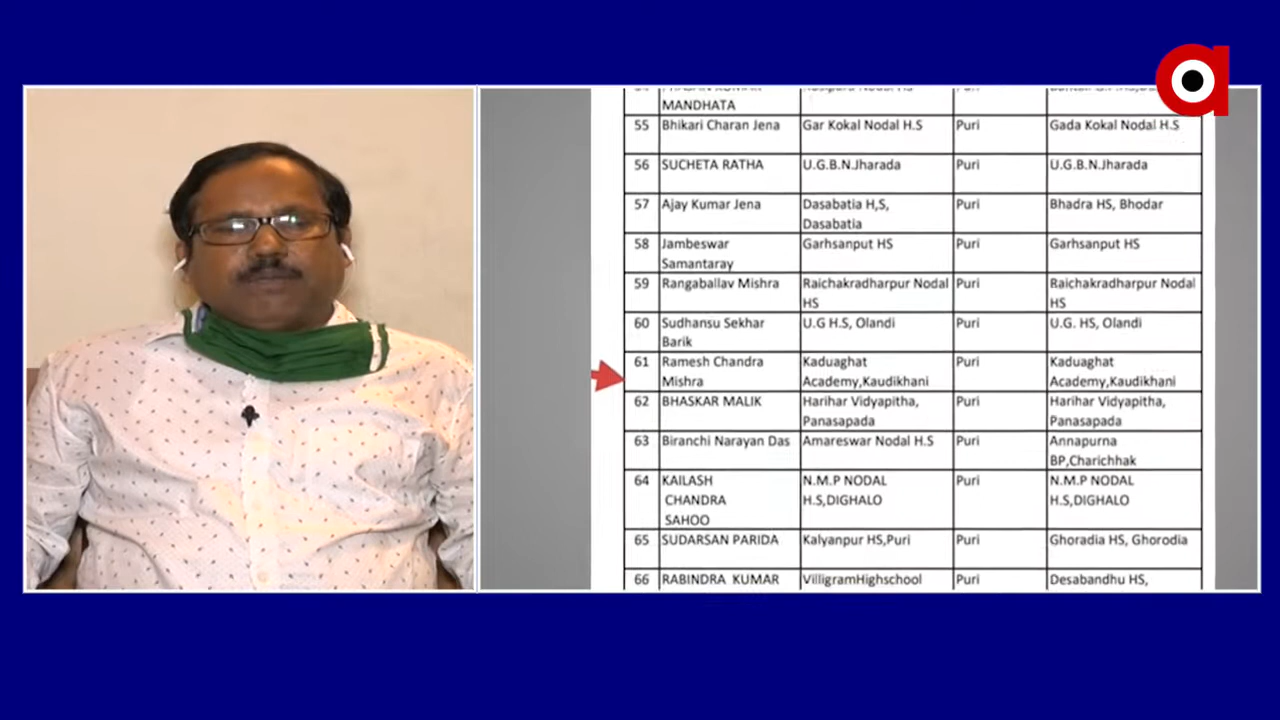 MANDHATA
55 Bhikari Charan Jena Gar Kokal Nodal H.S Puri Gada Kokal Nodal H.S
56 SUCHETA RATHA U.G.B.N.Jharada Puri U.G.B.N.Jharada
57 Ajay Kumar Jena Dasabatia H,S, Puri Bhadra HS, Bhodar
Dasabatia
58 Jambeswar Garhsanput HS Puri Garhsanput HS
Samantaray
59 Rangaballav Mishra Raichakradharpur Nodal Puri Raichakradharpur Nodal
HS HS
60 Sudhansu Sekhar U.G H.S, Olandi Puri U.G. HS, Olandi
Barik
61 Ramesh Chandra Kaduaghat Puri Kaduaghat
Mishra Academy,Kaudikhani Academy,Kaudikhani
62 BHASKAR MALIK Harihar Vidyapitha, Puri Harihar Vidyapitha,
Panasapada Panasapada
63 Biranchi Narayan Das Amareswar Nodal H.S Puri Annapurna
BP,Charichhak
64 KAILASH N.M.P NODAL Puri N.M.P NODAL
CHANDRA H.S,DIGHALO H.S,DIGHALO
SAHOO
65 SUDARSAN PARIDA Kalyanpur HS,Puri Puri Ghoradia HS, Ghorodia
66 RABINDRA KUMAR VilligramHighschool Puri Desabandhu HS,